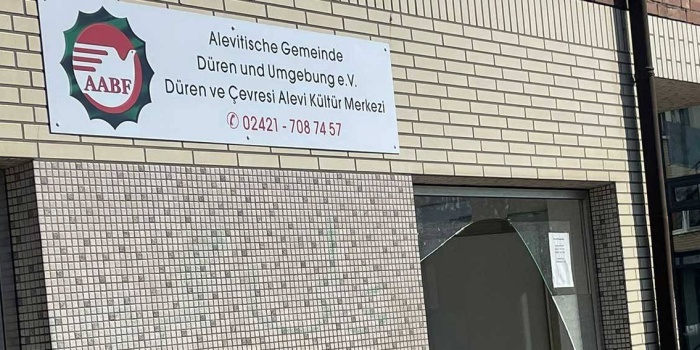 AABF
Alevitische Gemeinde
Düren und Umgebung e.V.
Düren ve Çevresi Alevi Kültür Merkezi
✆ 02421 - 708 74 57